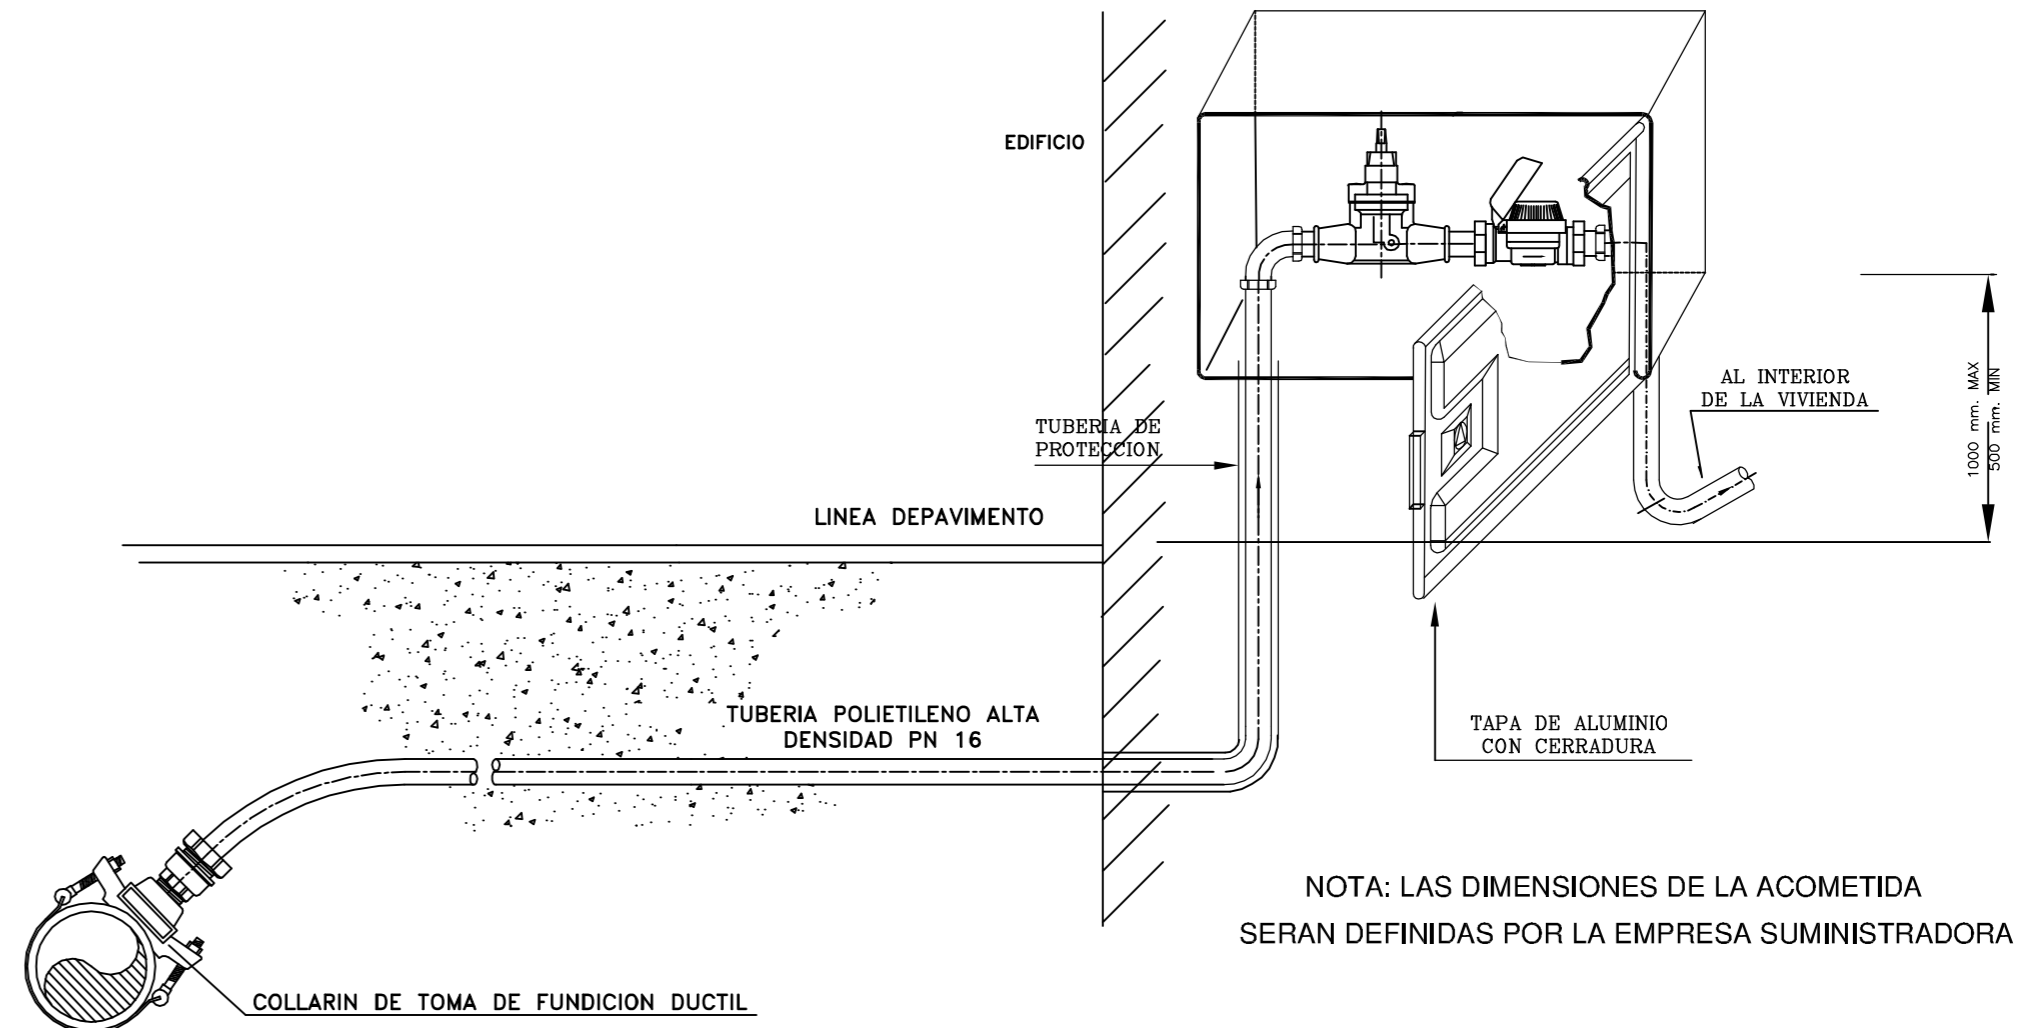 EDIFICIO
TUBERIA DE
PROTECCION
AL INTERIOR
DE LA VIVIENDA
1000 mm. MAX
500 mm. MIN
LINEA DEPAVIMENTO
TUBERIA POLIETILENO ALTA
DENSIDAD PN 16
TAPA DE ALUMINIO
CON CERRADURA
NOTA: LAS DIMENSIONES DE LA ACOMETIDA
SERAN DEFINIDAS POR LA EMPRESA SUMINISTRADORA
COLLARIN DE TOMA DE FUNDICION DUCTIL